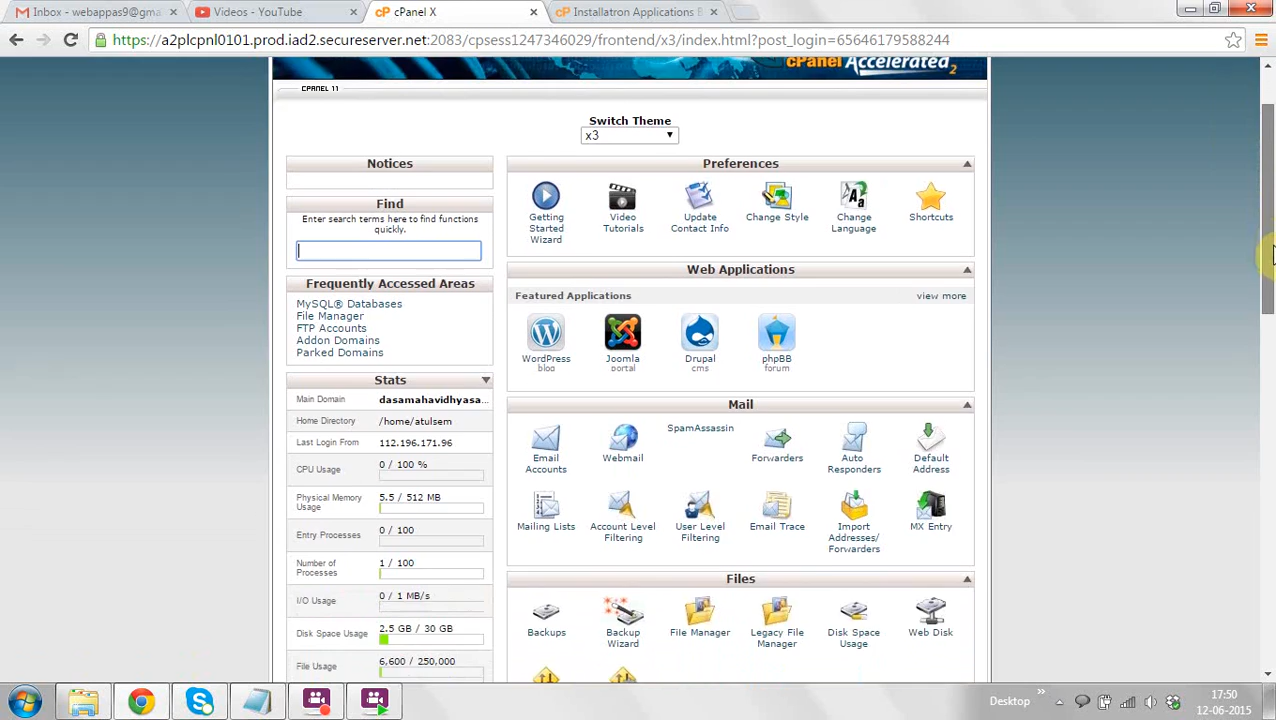 Inbox - webappas9@gma
Videos - YouTube
cPanel X
Installatron Applications B
https://a2plcpnl0101.prod.iad2.secureserver.net:2083/cpsess1247346029/frontend/x3/index.html?post_login=65646179588244
cPanel Accelerated2
CPANEL 11
Switch Theme
x3
Notices
Find
Enter search terms here to find functions
quickly.
Frequently Accessed Areas
MySQL® Databases
File Manager
FTP Accounts
Addon Domains
Parked Domains
Stats
Main Domain dasamahavidhyasa...
Home Directory /home/atulsem
Last Login From 112.196.171.96
CPU Usage 0 / 100 %
Physical Memory
Usage
5.5 / 512 MB
Entry Processes 0 / 100
Number of
Processes
1 / 100
I/O Usage 0 / 1 MB/s
Disk Space Usage 2.5 GB / 30 GB
File Usage 6,600 / 250,000
Preferences
Getting
Started
Wizard
Video
Tutorials
Update
Contact Info
Change Style
Change
Language
Shortcuts
Web Applications
Featured Applications
view more
WordPress
blog
Joomla
portal
Drupal
cms
phpBB
forum
Mail
Email
Accounts
Webmail
SpamAssassin
Forwarders
Auto
Responders
Default
Address
Mailing Lists
Account Level
Filtering
User Level
Filtering
Email Trace
Import
Addresses/
Forwarders
MX Entry
Files
Backups
Backup
Wizard
File Manager
Legacy File
Manager
Disk Space
Usage
Web Disk
Desktop
17:50
12-06-2015